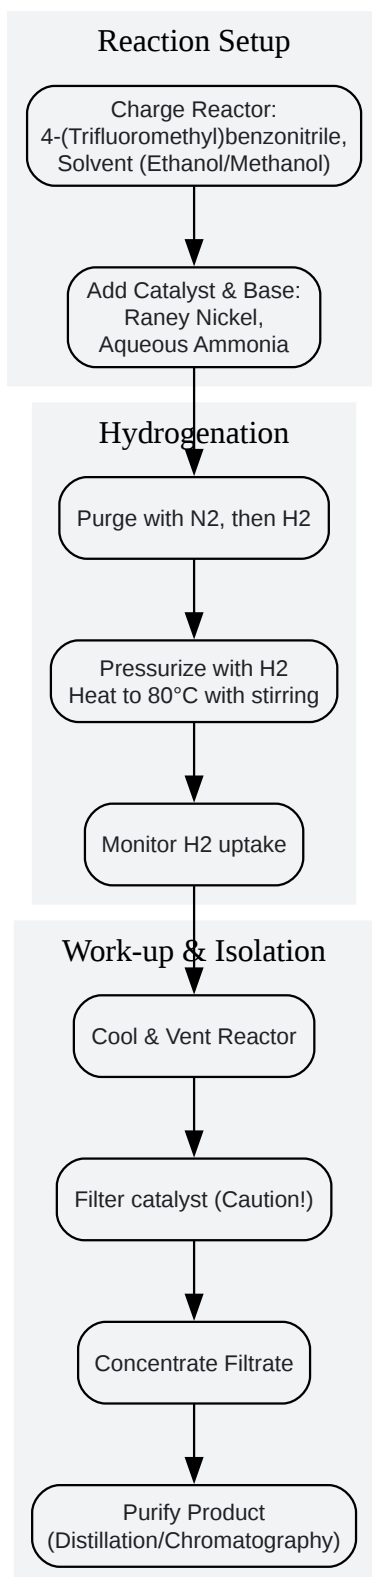 Reaction Setup
Charge Reactor:
4-(Trifluoromethyl)benzonitrile,
Solvent (Ethanol/Methanol)
Add Catalyst & Base:
Raney Nickel,
Aqueous Ammonia
Hydrogenation
Purge with N2, then H2
Pressurize with H2
Heat to 80°C with stirring
Monitor H2 uptake
Work-up & Isolation
Cool & Vent Reactor
Filter catalyst (Caution!)
Concentrate Filtrate
Purify Product
(Distillation/Chromatography)